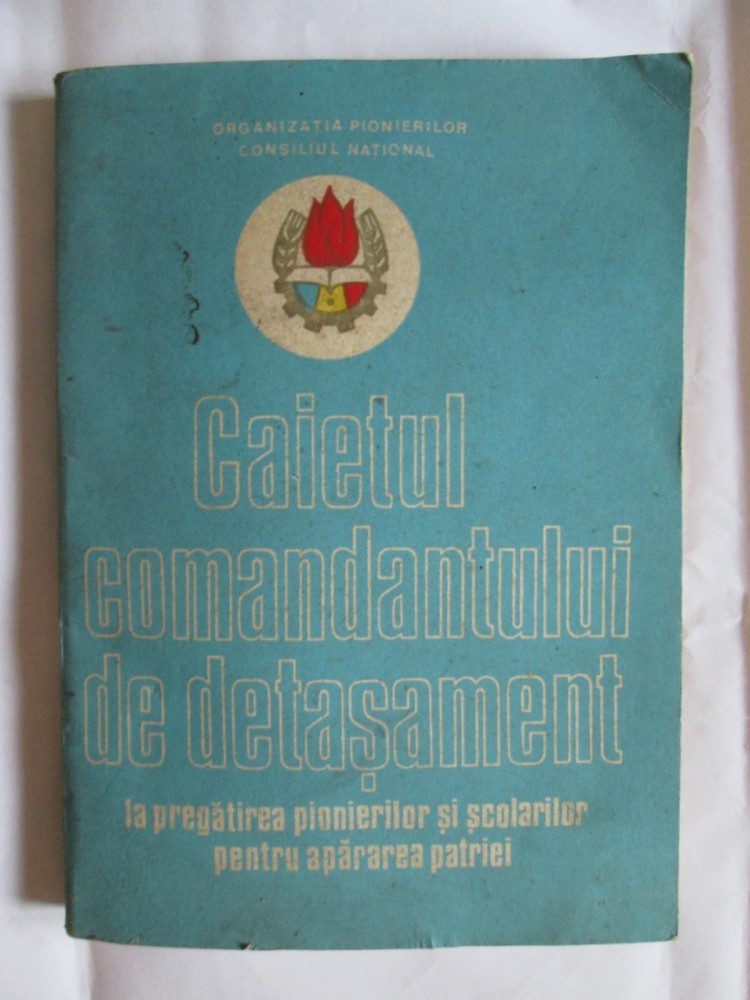 ORGANIZAȚIA PIONIERILOR
CONSILIUL NAȚIONAL
Caietul
comandantului
de detașament
la pregătirea pionierilor și școlarilor
pentru apărarea patriei